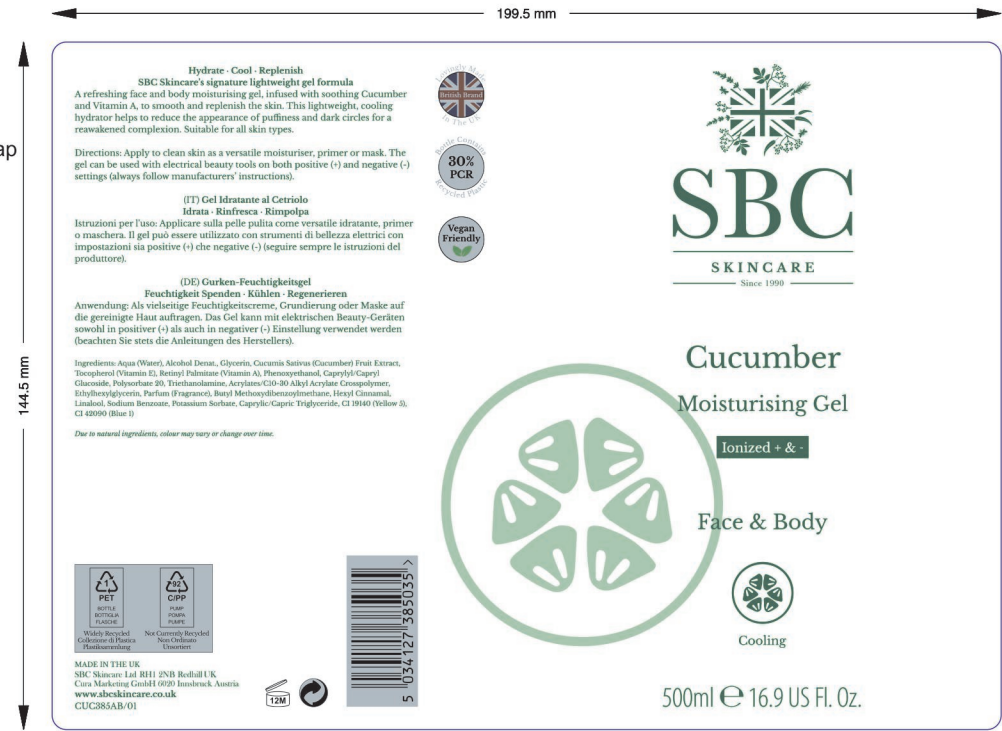 199.5 mm
144.5 mm
ap
Hydrate · Cool · Replenish
SBC Skincare's signature lightweight gel formula
A refreshing face and body moisturising gel, infused with soothing Cucumber
and Vitamin A, to smooth and replenish the skin. This lightweight, cooling
hydrator helps to reduce the appearance of puffiness and dark circles for a
reawakened complexion. Suitable for all skin types.
Directions: Apply to clean skin as a versatile moisturiser, primer or mask. The
gel can be used with electrical beauty tools on both positive (+) and negative (-)
settings (always follow manufacturers' instructions).
(IT) Gel Idratante al Cetriolo
Idrata · Rinfresca · Rimpolpa
Istruzioni per l'uso: Applicare sulla pelle pulita come versatile idratante, primer
o maschera. Il gel può essere utilizzato con strumenti di bellezza elettrici con
impostazioni sia positive (+) che negative (-) (seguire sempre le istruzioni del
produttore).
(DE) Gurken-Feuchtigkeitsgel
Feuchtigkeit Spenden · Kühlen · Regenerieren
Anwendung: Als vielseitige Feuchtigkeitscreme, Grundierung oder Maske auf
die gereinigte Haut auftragen. Das Gel kann mit elektrischen Beauty-Geräten
sowohl in positiver (+) als auch in negativer (-) Einstellung verwendet werden
(beachten Sie stets die Anleitungen des Herstellers).
Ingredients: Aqua (Water), Alcohol Denat., Glycerin, Cucumis Sativus (Cucumber) Fruit Extract,
Tocopherol (Vitamin E), Retinyl Palmitate (Vitamin A), Phenoxyethanol, Caprylyl/Capryl
Glucoside, Polysorbate 20, Triethanolamine, Acrylates/C10-30 Alkyl Acrylate Crosspolymer,
Ethylhexylglycerin, Parfum (Fragrance), Butyl Methoxydibenzoylmethane, Hexyl Cinnamal,
Linalool, Sodium Benzoate, Potassium Sorbate, Caprylic/Capric Triglyceride, CI 19140 (Yellow 5),
CI 42090 (Blue 1)
Due to natural ingredients, colour may vary or change over time.
Lovingly Made
British Brand
In The UK
Bottle Contains
30%
PCR
Recycled Plastic
Vegan
Friendly
1
PET
BOTTLE
BOTTIGLIA
FLASCHE
Widely Recycled
Collezione di Plastica
Plastiksammlung
92
C/PP
PUMP
POMPA
PUMPE
Not Currently Recycled
Non Ordinato
Unsortiert
MADE IN THE UK
SBC Skincare Ltd RH1 2NB Redhill UK
Cura Marketing GmbH 6020 Innsbruck Austria
www.sbcskincare.co.uk
CUC385AB/01
12M
5 034127 385035 >
SBC
SKINCARE
Since 1990
Cucumber
Moisturising Gel
Ionized + & -
Face & Body
Cooling
500ml ℮ 16.9 US Fl. Oz.